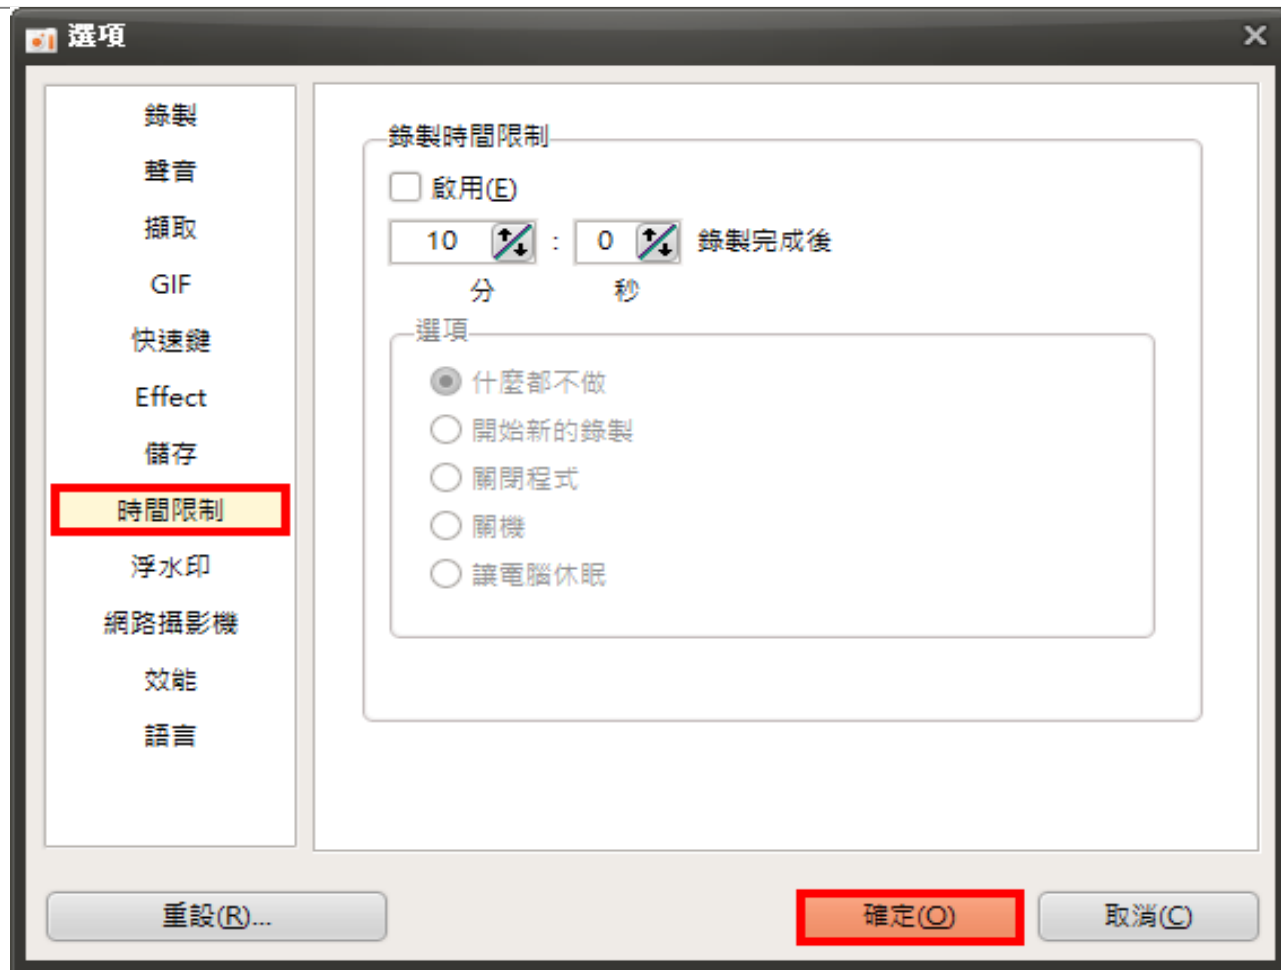 選項
錄製
聲音
擷取
GIF
快速鍵
Effect
儲存
時間限制
浮水印
網路攝影機
效能
語言
錄製時間限制
啟用(E)
10 : 0 錄製完成後
分 秒
選項
什麼都不做
開始新的錄製
關閉程式
關機
讓電腦休眠
重設(R)...
確定(O)
取消(C)